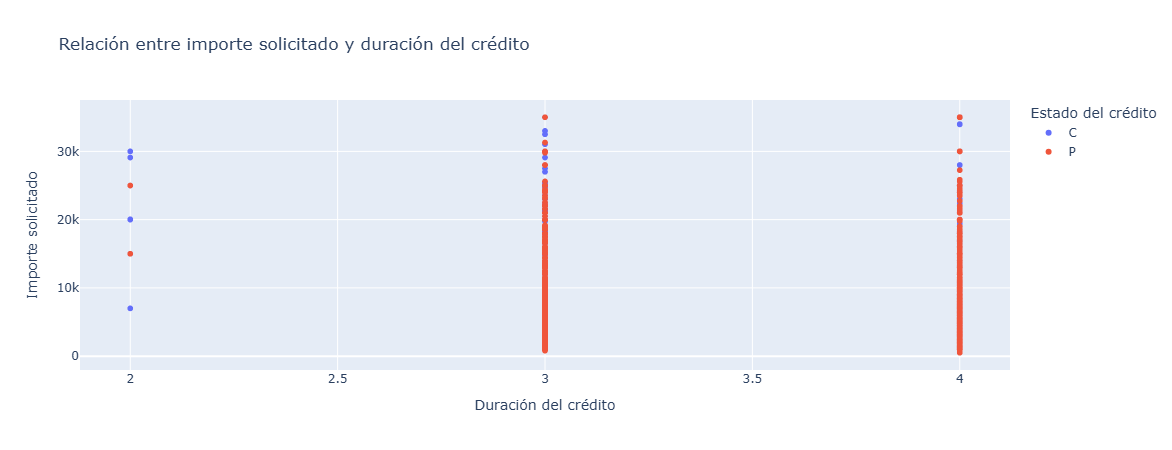 Relación entre importe solicitado y duración del crédito
Estado del crédito
C
P
Importe solicitado
30k
20k
10k
0
2
2.5
3
3.5
4
Duración del crédito